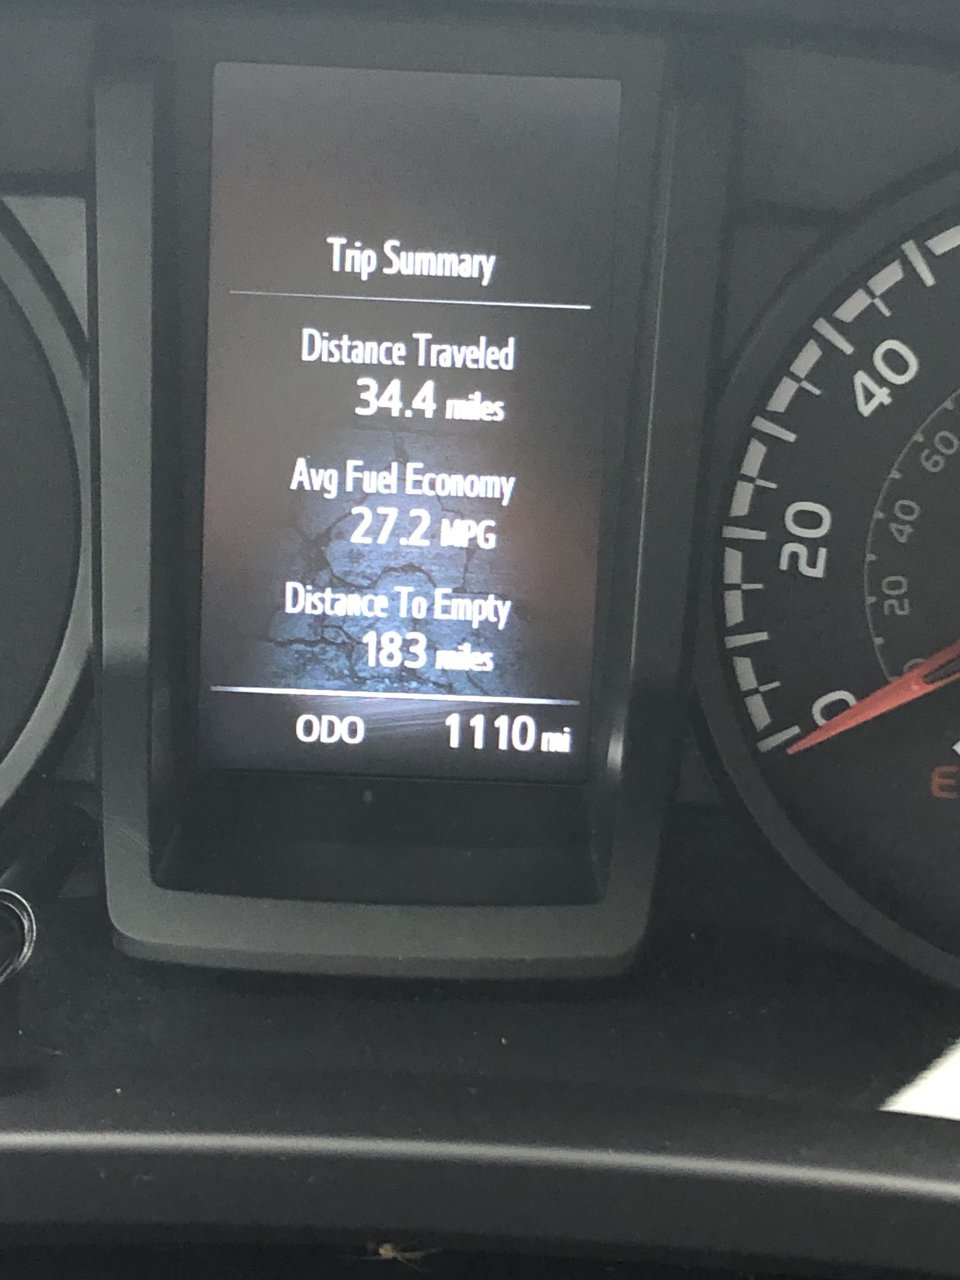 Trip Summary
Distance Traveled
34.4 miles
Avg Fuel Economy
27.2 MPG
Distance To Empty
183 miles
ODO 1110 mi
40
20
0
60
40
20
0
E